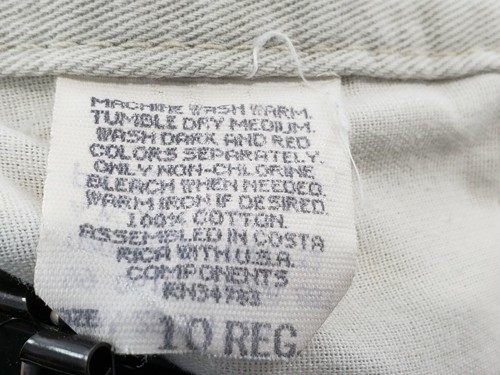 MACHINE WASH WARM.
TUMBLE DRY MEDIUM.
WASH DARK AND RED
COLORS SEPARATELY.
ONLY NON-CHLORINE
BLEACH WHEN NEEDED.
WARM IRON IF DESIRED.
100% COTTON.
ASSEMBLED IN COSTA
RICA WITH U.S.A.
COMPONENTS
10 REG